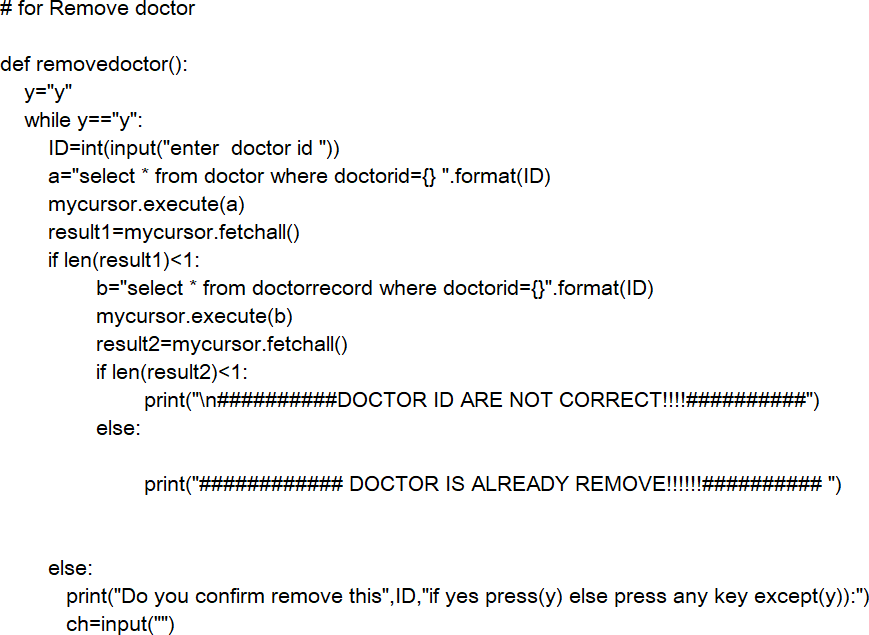 # for Remove doctor
def removedoctor():
y="y"
while y=="y":
ID=int(input("enter  doctor id "))
a="select * from doctor where doctorid={} ".format(ID)
mycursor.execute(a)
result1=mycursor.fetchall()
if len(result1)<1:
b="select * from doctorrecord where doctorid={}".format(ID)
mycursor.execute(b)
result2=mycursor.fetchall()
if len(result2)<1:
print("\n##########DOCTOR ID ARE NOT CORRECT!!!!##########")
else:
print("############ DOCTOR IS ALREADY REMOVE!!!!!!########## ")
else:
print("Do you confirm remove this",ID,"if yes press(y) else press any key except(y)):")
ch=input("")